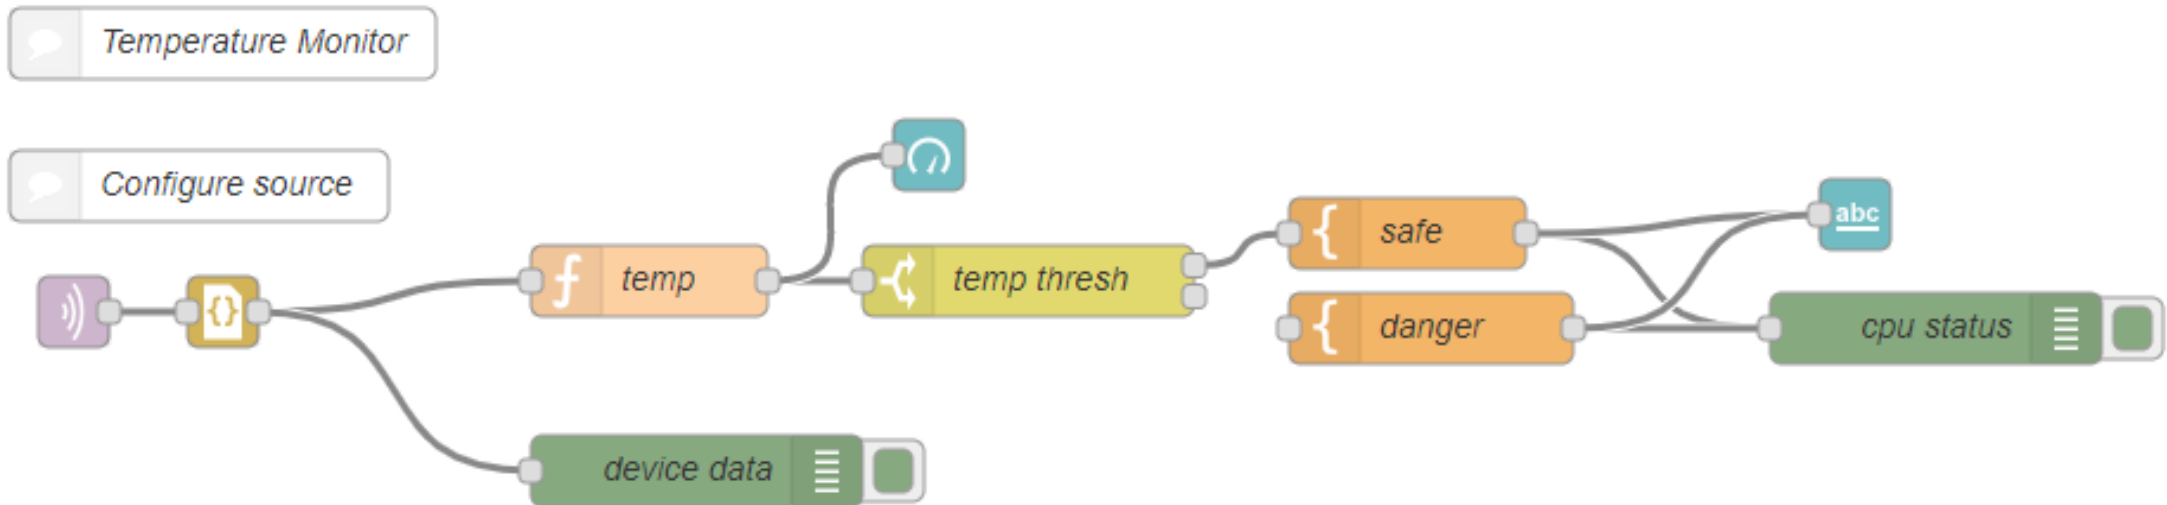 Temperature Monitor
Configure source
temp
temp thresh
safe
abc
danger
cpu status
device data